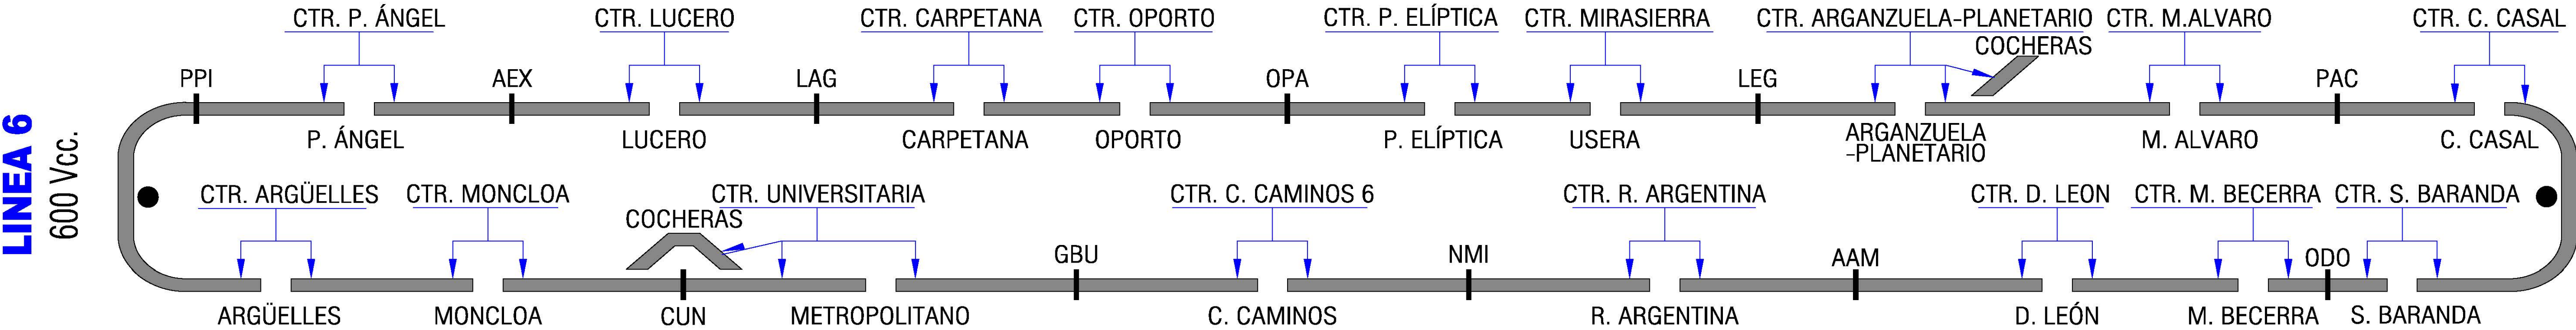 LINEA 6
600 Vcc.
CTR. P. ÁNGEL
CTR. LUCERO
CTR. CARPETANA
CTR. OPORTO
CTR. P. ELÍPTICA
CTR. MIRASIERRA
CTR. ARGANZUELA-PLANETARIO
CTR. M.ALVARO
CTR. C. CASAL
COCHERAS
PPI
AEX
LAG
OPA
LEG
PAC
P. ÁNGEL
LUCERO
CARPETANA
OPORTO
P. ELÍPTICA
USERA
ARGANZUELA
-PLANETARIO
M. ALVARO
C. CASAL
CTR. ARGÜELLES
CTR. MONCLOA
CTR. UNIVERSITARIA
CTR. C. CAMINOS 6
CTR. R. ARGENTINA
CTR. D. LEON
CTR. M. BECERRA
CTR. S. BARANDA
COCHERAS
GBU
NMI
AAM
ODO
ARGÜELLES
MONCLOA
CUN
METROPOLITANO
C. CAMINOS
R. ARGENTINA
D. LEÓN
M. BECERRA
S. BARANDA